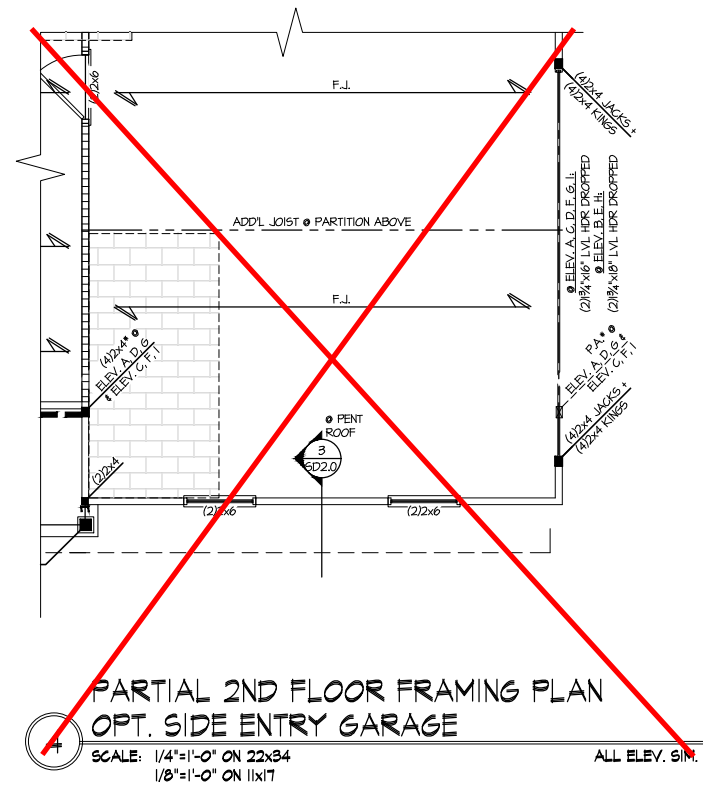 (2)2x6
F.J.
(4)2x4 JACKS +
(4)2x4 KINGS
@ ELEV. A, C, D, F, G, I:
(2)1¾"x16" LVL HDR DROPPED
@ ELEV. B, E, H:
(2)1¾"x18" LVL HDR DROPPED
ADD'L JOIST @ PARTITION ABOVE
F.J.
(4)2x4" @
ELEV. A, D, G
& ELEV. C, F, I
P.A." @
ELEV. A, D, G &
ELEV. C, F, I
(4)2x4 JACKS +
(4)2x4 KINGS
@ PENT
ROOF
3
SD2.0
(2)2x4
(2)2x6
(2)2x6
PARTIAL 2ND FLOOR FRAMING PLAN
OPT. SIDE ENTRY GARAGE
SCALE: 1/4"=1'-0" ON 22x34
1/8"=1'-0" ON 11x17
ALL ELEV. SIM.